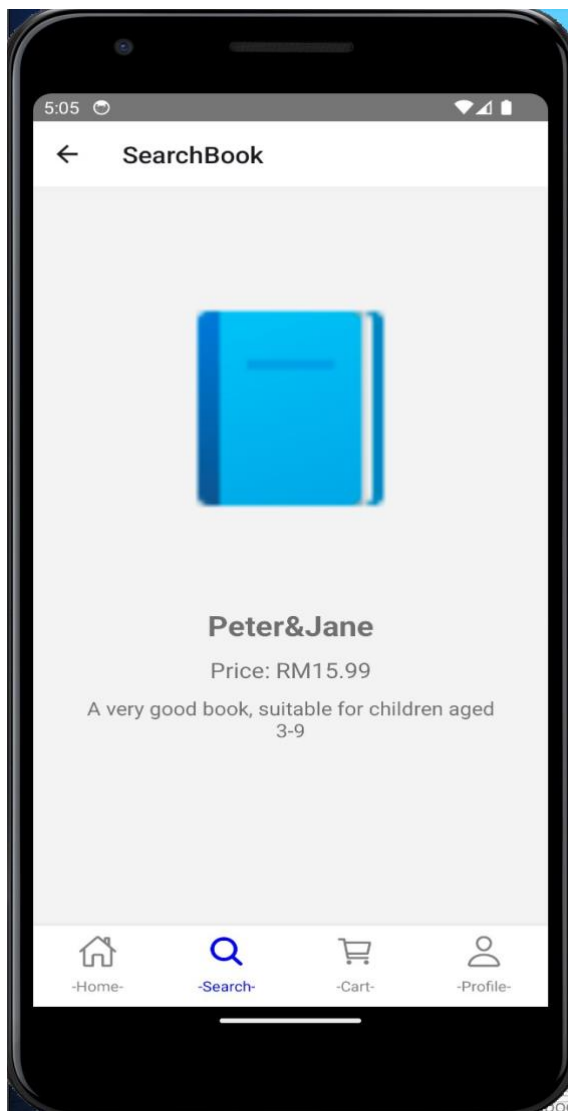 5:05
SearchBook
Peter&Jane
Price: RM15.99
A very good book, suitable for children aged
3-9
-Home-
-Search-
-Cart-
-Profile-